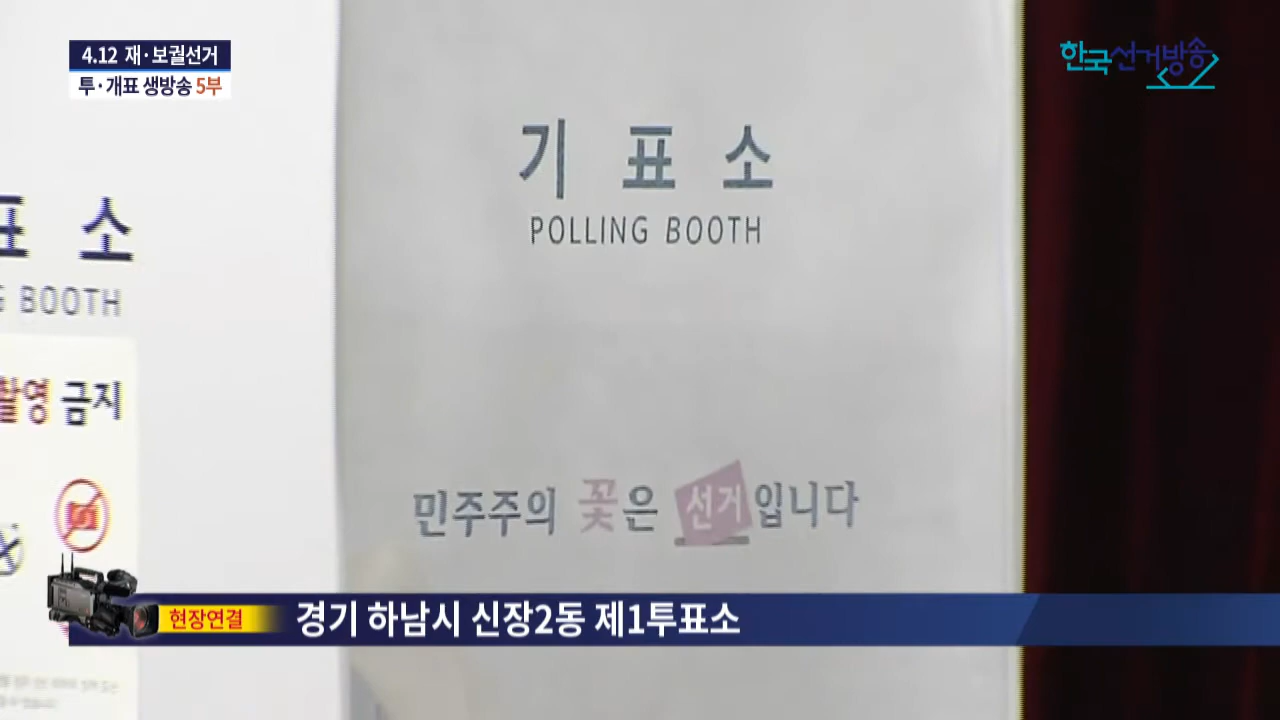 4.12 재·보궐선거
투·개표 생방송 5부
한국선거방송
기표소
POLLING BOOTH
표 소
BOOTH
촬영 금지
민주주의 꽃은 선거입니다
현장연결
경기 하남시 신장2동 제1투표소